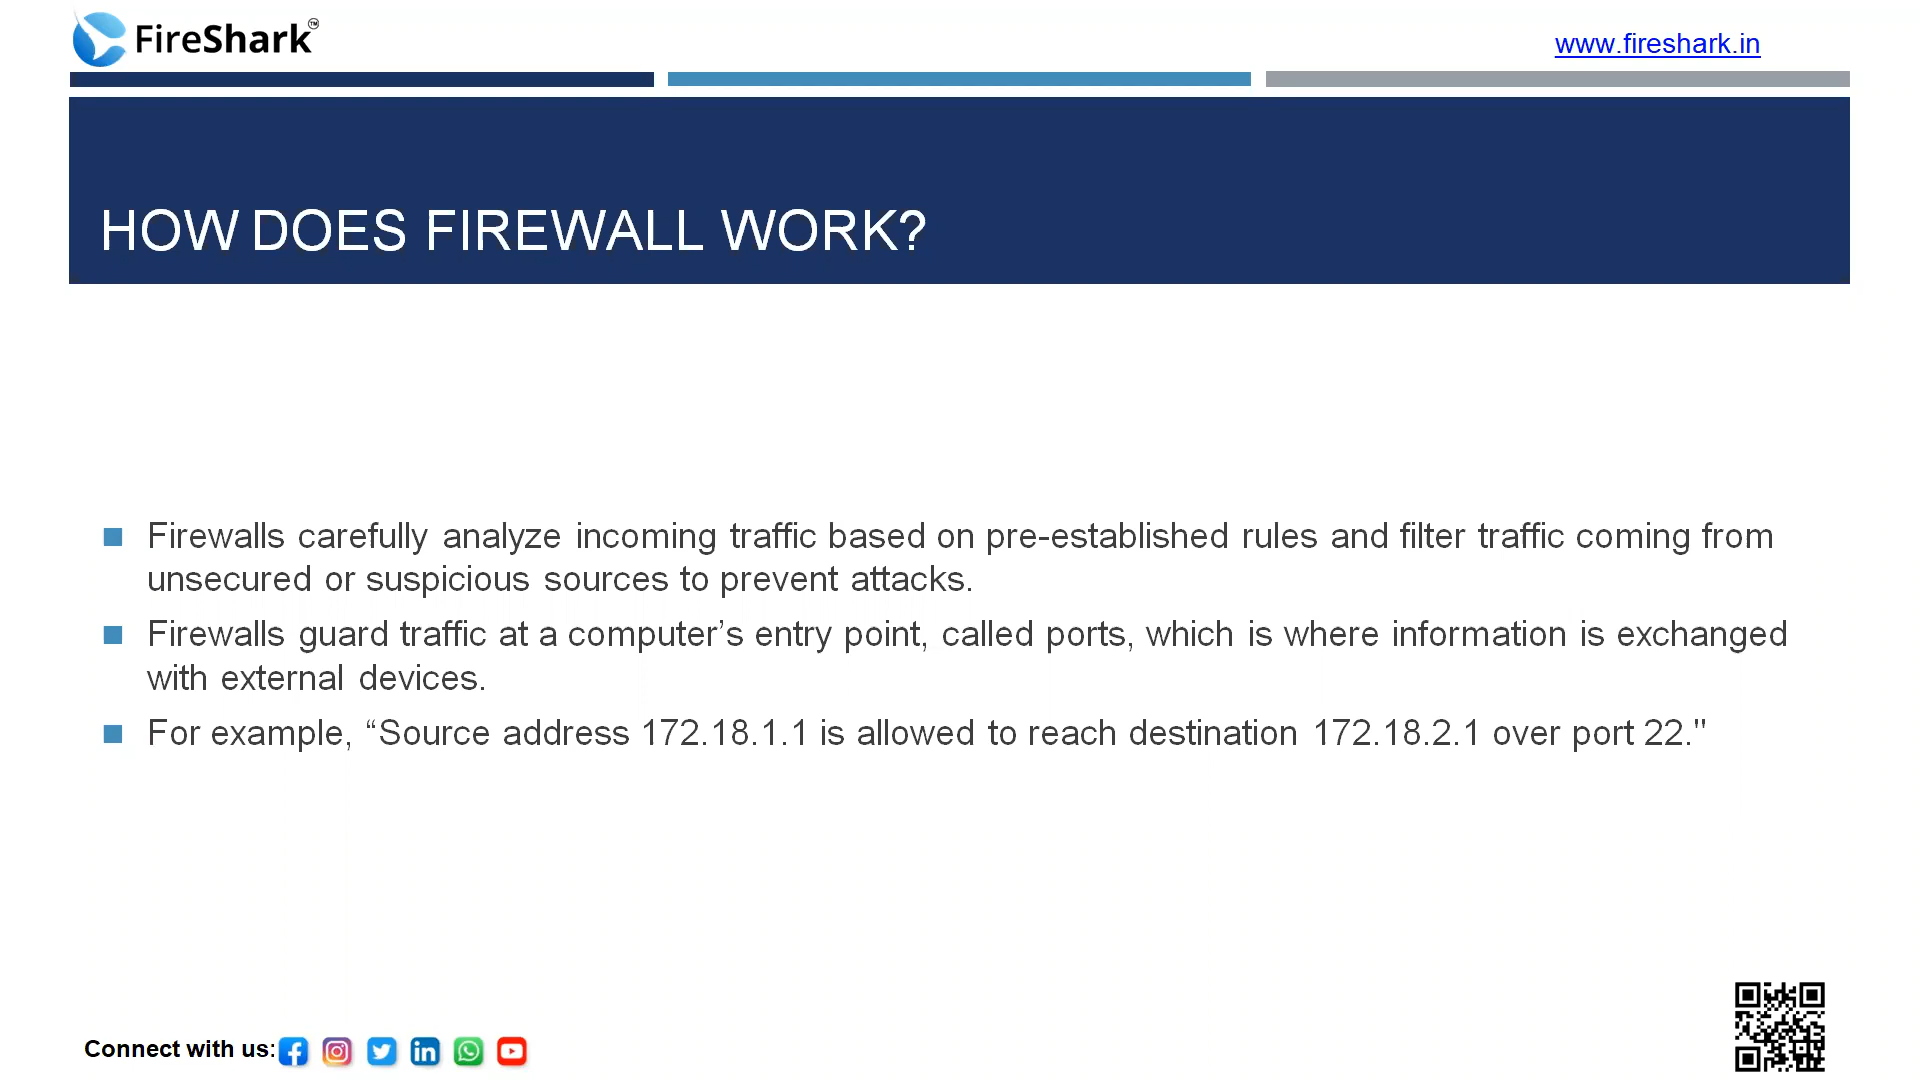 FireShark™
www.fireshark.in
HOW DOES FIREWALL WORK?
Firewalls carefully analyze incoming traffic based on pre-established rules and filter traffic coming from
unsecured or suspicious sources to prevent attacks.
Firewalls guard traffic at a computer’s entry point, called ports, which is where information is exchanged
with external devices.
For example, “Source address 172.18.1.1 is allowed to reach destination 172.18.2.1 over port 22."
Connect with us: